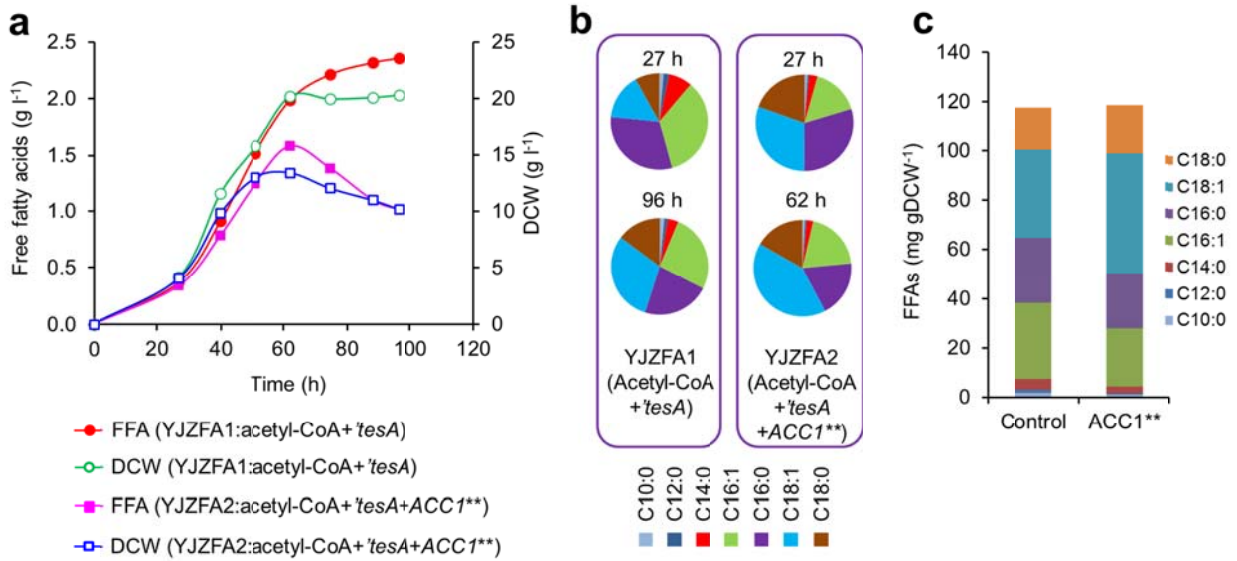 a
2.5
2.0
1.5
1.0
0.5
0.0
Free fatty acids (g l-1)
25
20
15
10
5
0
DCW (g l-1)
0 20 40 60 80 100 120
Time (h)
FFA (YJZFA1:acetyl-CoA+'tesA)
DCW (YJZFA1:acetyl-CoA+'tesA)
FFA (YJZFA2:acetyl-CoA+'tesA+ACC1**)
DCW (YJZFA2:acetyl-CoA+'tesA+ACC1**)
b
27 h
96 h
YJZFA1
(Acetyl-CoA
+'tesA)
27 h
62 h
YJZFA2
(Acetyl-CoA
+'tesA
+ACC1**)
C10:0
C12:0
C14:0
C16:1
C16:0
C18:1
C18:0
c
140
120
100
80
60
40
20
0
FFAs (mg gDCW-1)
Control ACC1**
C18:0
C18:1
C16:0
C16:1
C14:0
C12:0
C10:0